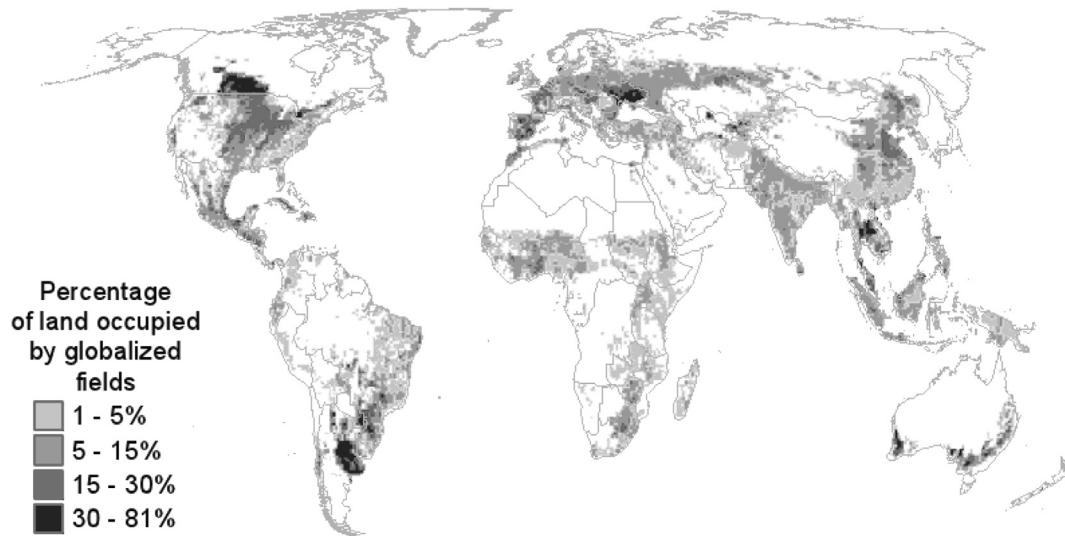 Percentage
of land occupied
by globalized
fields
1 - 5%
5 - 15%
15 - 30%
30 - 81%